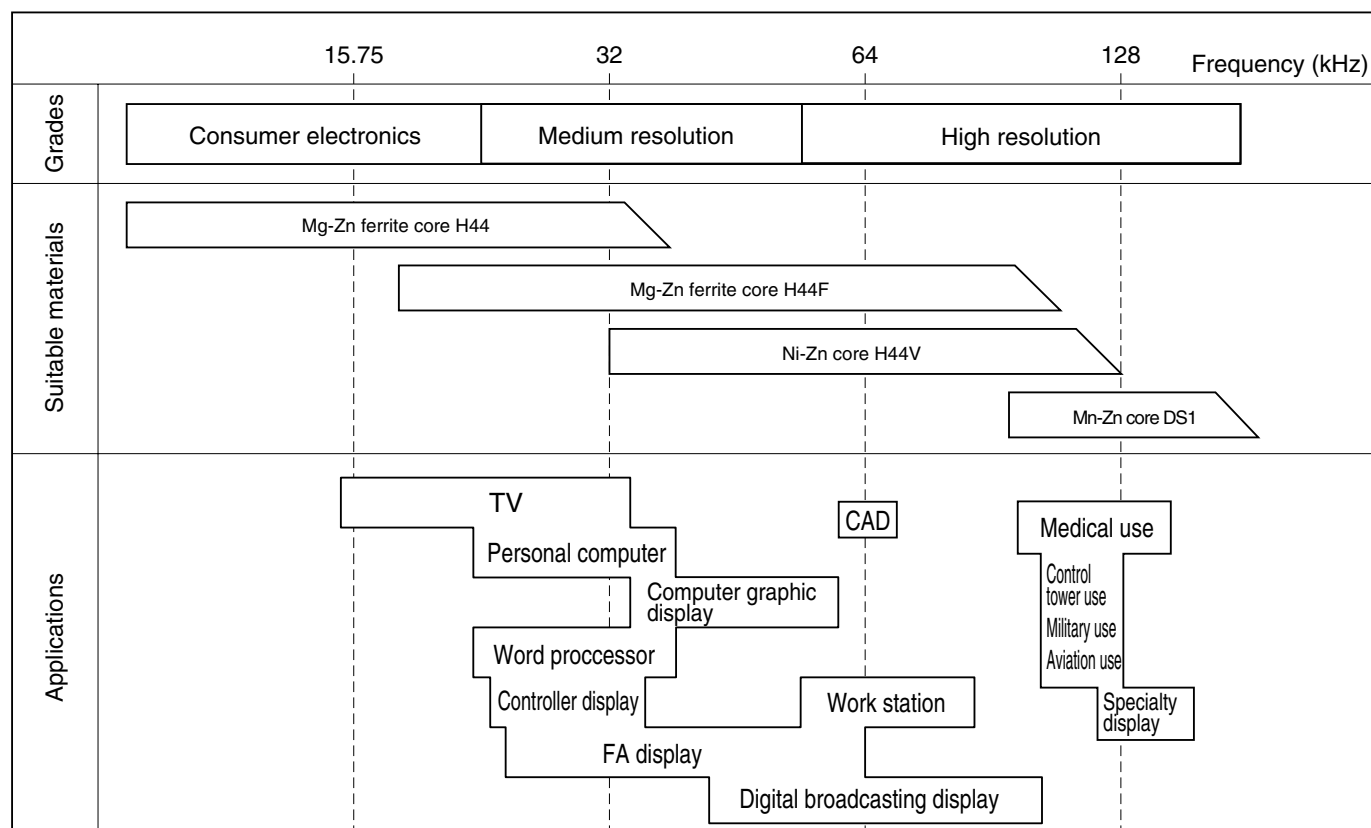 15.75 32 64 128 Frequency (kHz)
Grades
Consumer electronics Medium resolution High resolution
Suitable materials
Mg-Zn ferrite core H44
Mg-Zn ferrite core H44F
Ni-Zn core H44V
Mn-Zn core DS1
Applications
TV
CAD
Medical use
Personal computer
Control
tower use
Computer graphic
display
Military use
Word proccessor
Aviation use
Controller display
Work station
Specialty
display
FA display
Digital broadcasting display